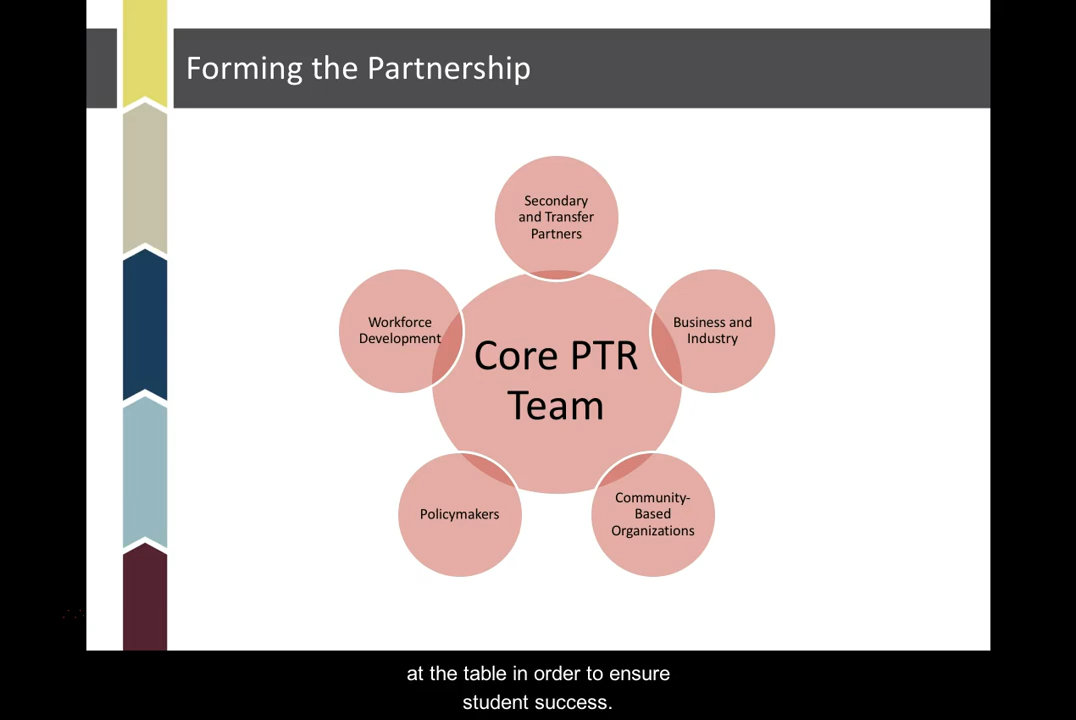 Forming the Partnership
Secondary
and Transfer
Partners
Workforce
Development
Business and
Industry
Core PTR
Team
Policymakers
Community-
Based
Organizations
at the table in order to ensure
student success.